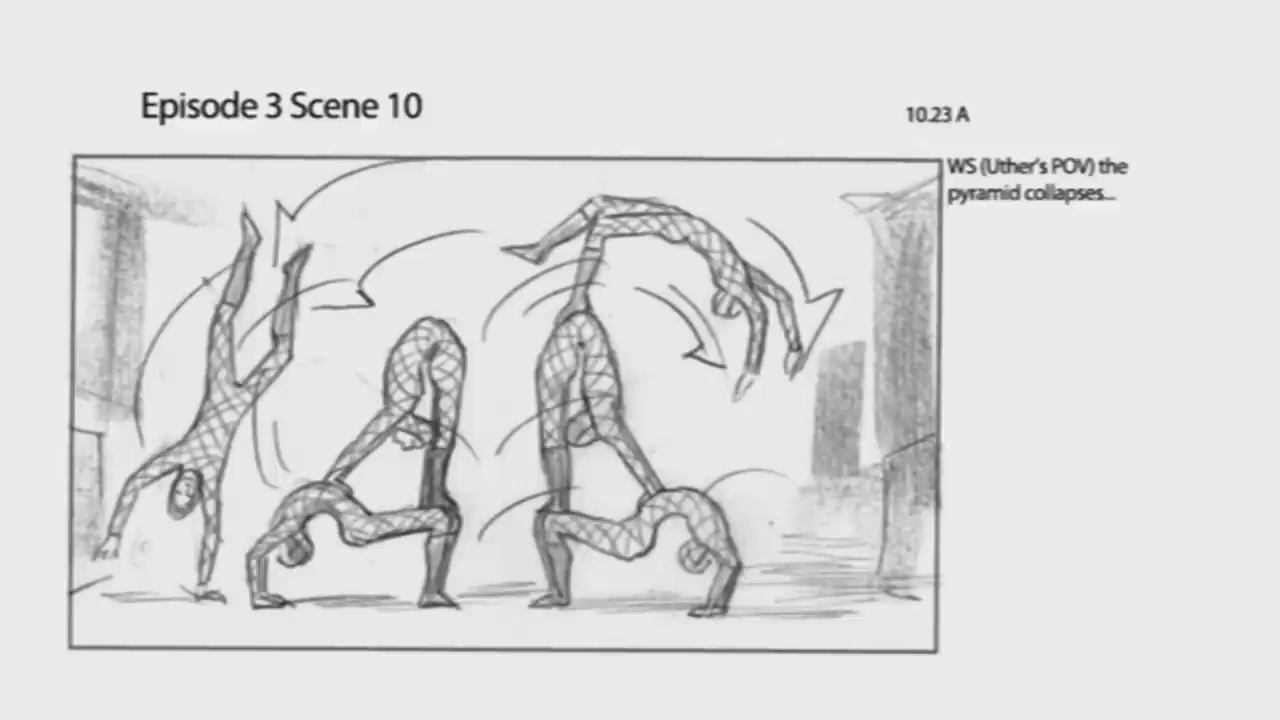 Episode 3 Scene 10
10.23 A
WS (Uther's POV) the
pyramid collapses...